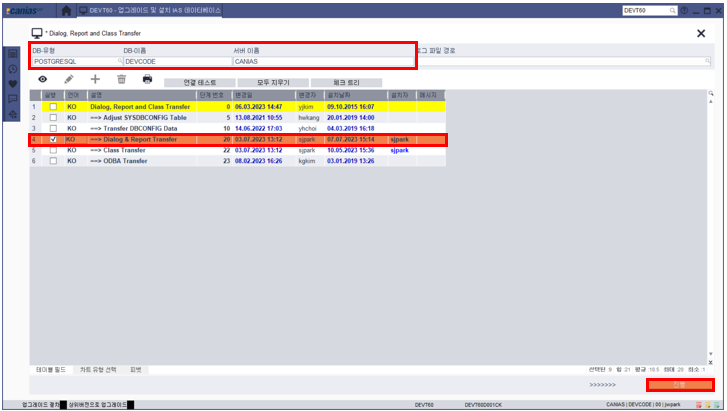 canias
DEVT60 - 업그레이드 및 설치 IAS 데이터베이스
DEVT60
* Dialog, Report and Class Transfer
DB-유형 DB-이름 서버 이름 로그 파일 경로
POSTGRESQL DEVCODE CANIAS
연결 테스트 모두 지우기 체크 트리
실행 언어 설명 단계 번호 변경일 변경자 설치날짜 설치자 메시지
1 KO Dialog, Report and Class Transfer 0 06.03.2023 14:47 yjkim 09.10.2015 16:07
2 KO ==> Adjust SYSDBCONFIG Table 5 13.08.2021 10:55 hwkang 20.01.2019 14:00
3 KO ==> Transfer DBCONFIG Data 10 14.06.2022 17:03 yhchoi 04.03.2019 16:18
4 KO ==> Dialog & Report Transfer 20 03.07.2023 13:12 sjpark 07.07.2023 15:14 sjpark
5 KO ==> Class Transfer 22 03.07.2023 13:12 sjpark 10.05.2023 15:36 sjpark
6 KO ==> ODBA Transfer 23 08.02.2023 16:26 kgkim 03.01.2019 13:26
테이블 필드 차트 유형 선택 피벗
선택된 9 합 21 평균 10.5 최대 20 최소 1
>>>>>>> 진행
업그레이드 광치 상위버전으로 업그레이드
DEVT60 DEVT60D001CK CANIAS | DEVCODE | 00 | jwpark